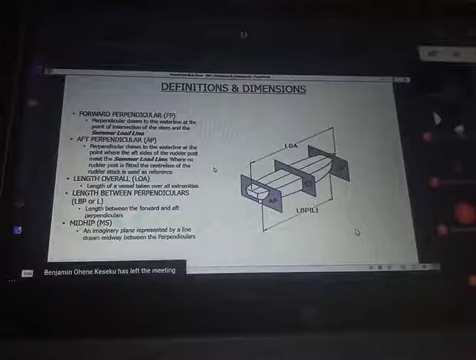 DEFINITIONS & DIMENSIONS
• FORWARD PERPENDICULAR (FP)
• Perpendicular drawn to the waterline at the
point of intersection of the stem and the
Summer Load Line
• AFT PERPENDICULAR (AP)
• Perpendicular drawn to the waterline at the
point where the aft sides of the rudder post
meet the Summer Load Line. Where no
rudder post is fitted the centreline of the
rudder stock is used as reference
• LENGTH OVERALL (LOA)
• Length of a vessel taken over all extremities
• LENGTH BETWEEN PERPENDICULARS
(LBP or L)
• Length between the forward and aft
perpendiculars
• MIDHIP (MS)
• An imaginary plane represented by a line
drawn midway between the Perpendiculars
LOA
AP
LBP(L)
Benjamin Ohene Keseku has left the meeting